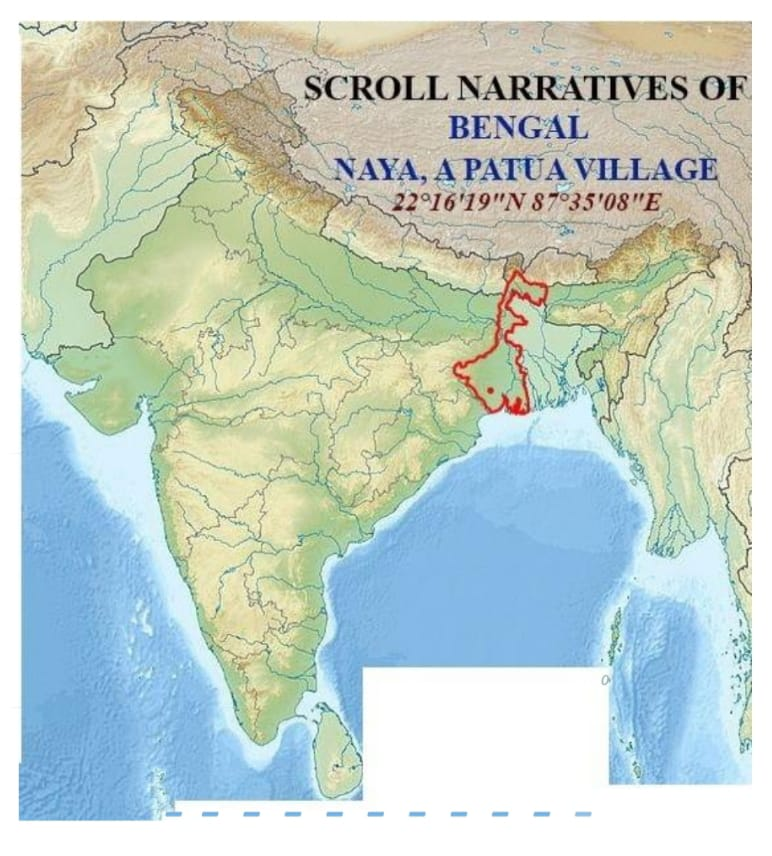 SCROLL NARRATIVES OF
BENGAL
NAYA, A PATUA VILLAGE
22°16'19"N 87°35'08"E